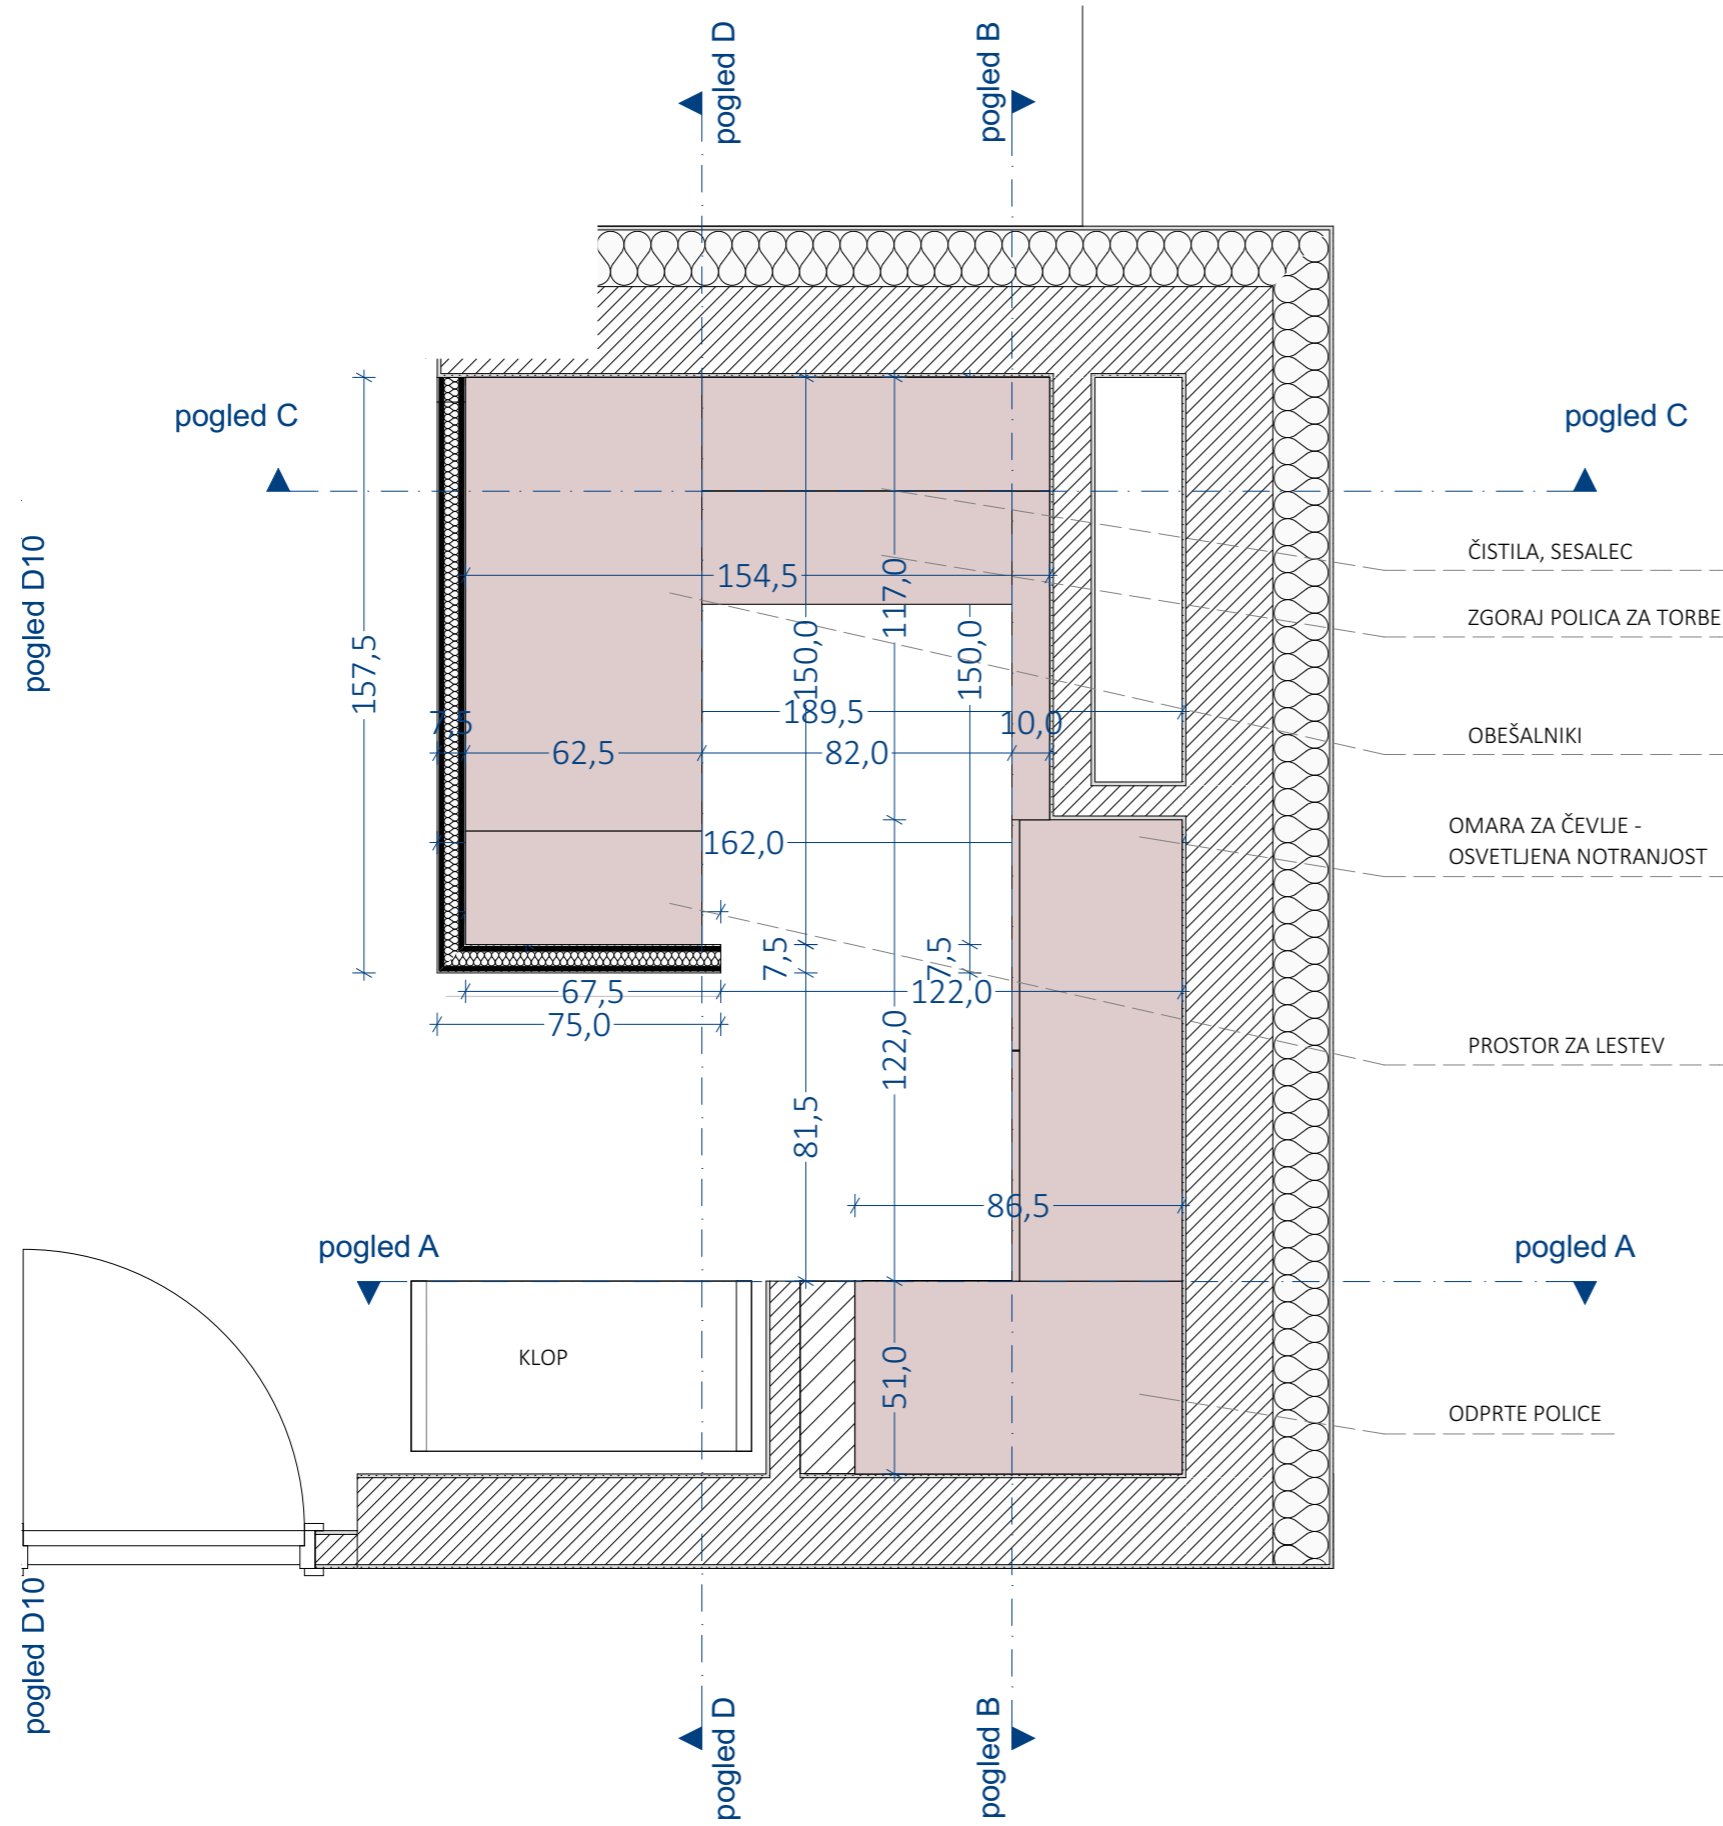 pogled D
pogled B
pogled C
pogled C
pogled D10
ČISTILA, SESALEC
154,5
117,0
ZGORAJ POLICA ZA TORBE
157,5
150,0
150,0
189,5
7,5
10,0
62,5
82,0
OBEŠALNIKI
162,0
OMARA ZA ČEVLJE -
OSVETLJENA NOTRANJOST
7,5
7,5
67,5
122,0
75,0
122,0
PROSTOR ZA LESTEV
81,5
86,5
pogled A
pogled A
KLOP
51,0
ODPRTE POLICE
pogled D10
pogled D
pogled B